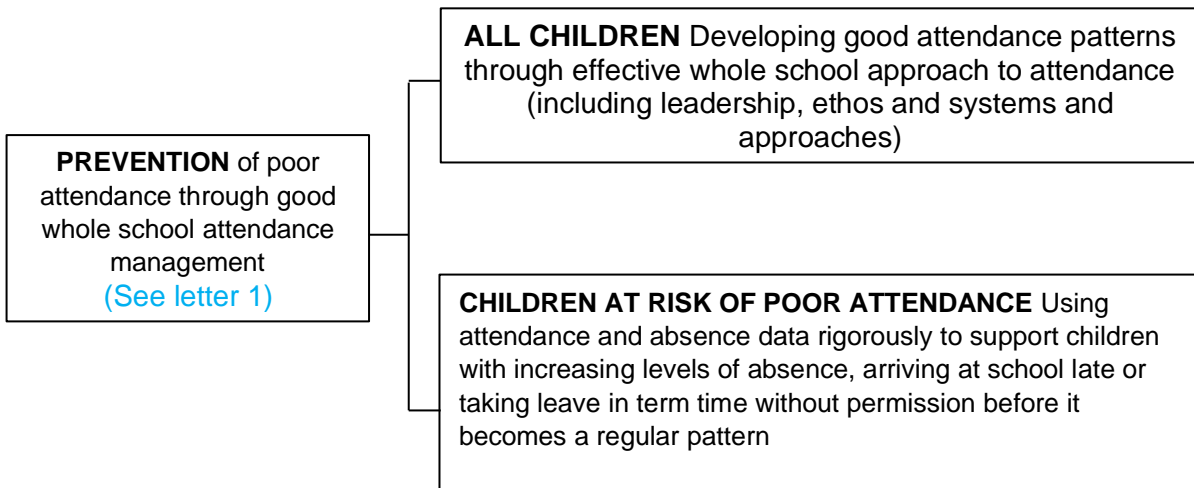 PREVENTION of poor
attendance through good
whole school attendance
management
(See letter 1)
ALL CHILDREN Developing good attendance patterns
through effective whole school approach to attendance
(including leadership, ethos and systems and
approaches)
CHILDREN AT RISK OF POOR ATTENDANCE Using
attendance and absence data rigorously to support children
with increasing levels of absence, arriving at school late or
taking leave in term time without permission before it
becomes a regular pattern